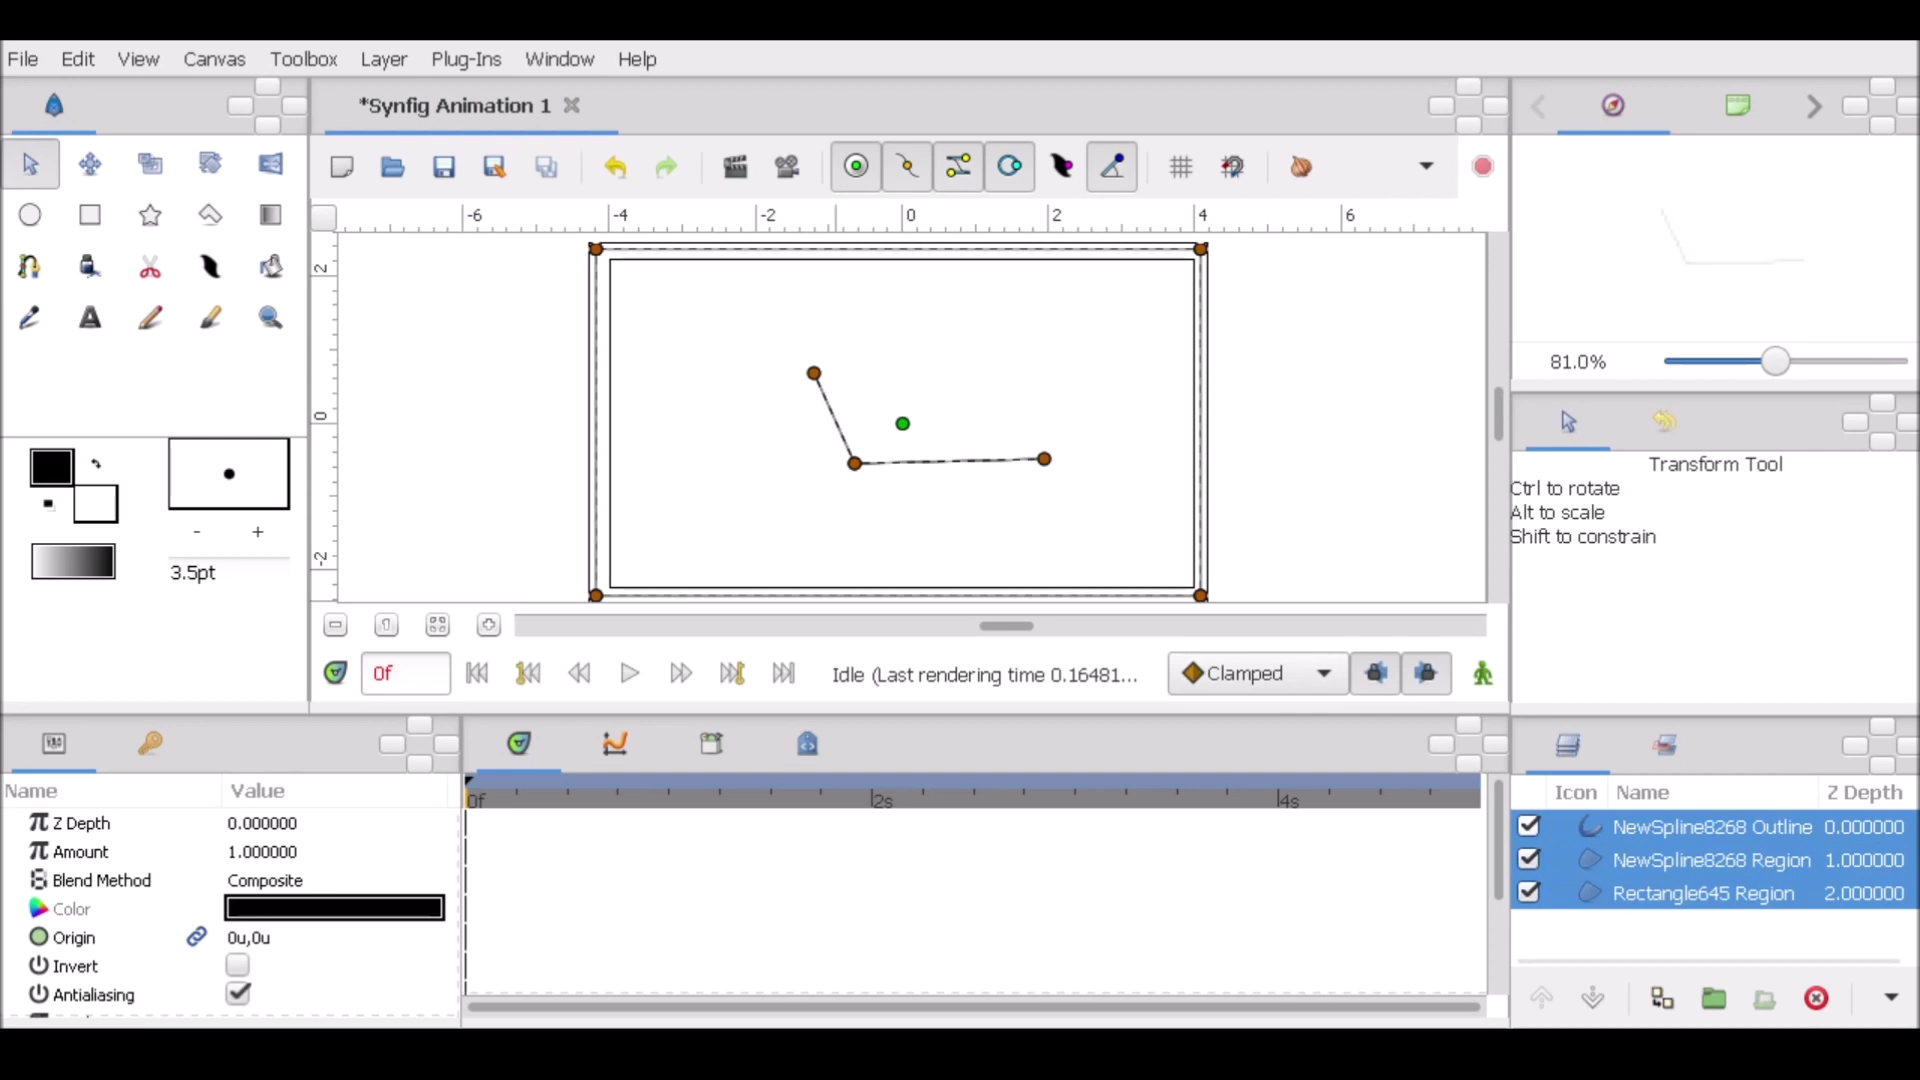 File Edit View Canvas Toolbox Layer Plug-Ins Window Help
*Synfig Animation 1
-6 -4 -2 0 2 4 6
2
0
-2
81.0%
Transform Tool
Ctrl to rotate
Alt to scale
Shift to constrain
- +
3.5pt
0f
Idle (Last rendering time 0.16481...
Clamped
Name Value
Z Depth 0.000000
Amount 1.000000
Blend Method Composite
Color
Origin 0u,0u
Invert
Antialiasing
0f 2s 4s
Icon Name Z Depth
NewSpline8268 Outline 0.000000
NewSpline8268 Region 1.000000
Rectangle645 Region 2.000000